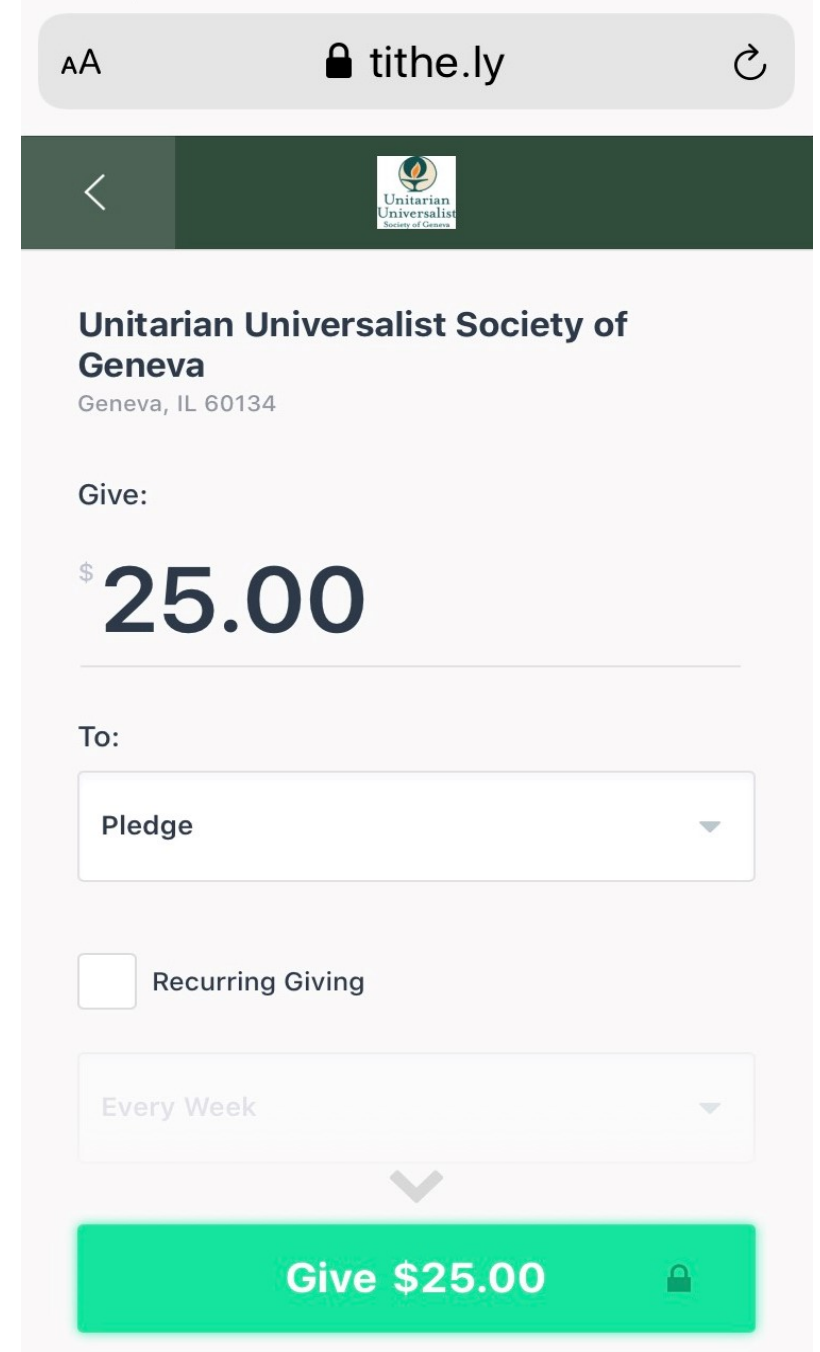 AA
tithe.ly
Unitarian
Universalist
Society of Geneva
Unitarian Universalist Society of
Geneva
Geneva, IL 60134
Give:
$25.00
To:
Pledge
Recurring Giving
Every Week
Give $25.00